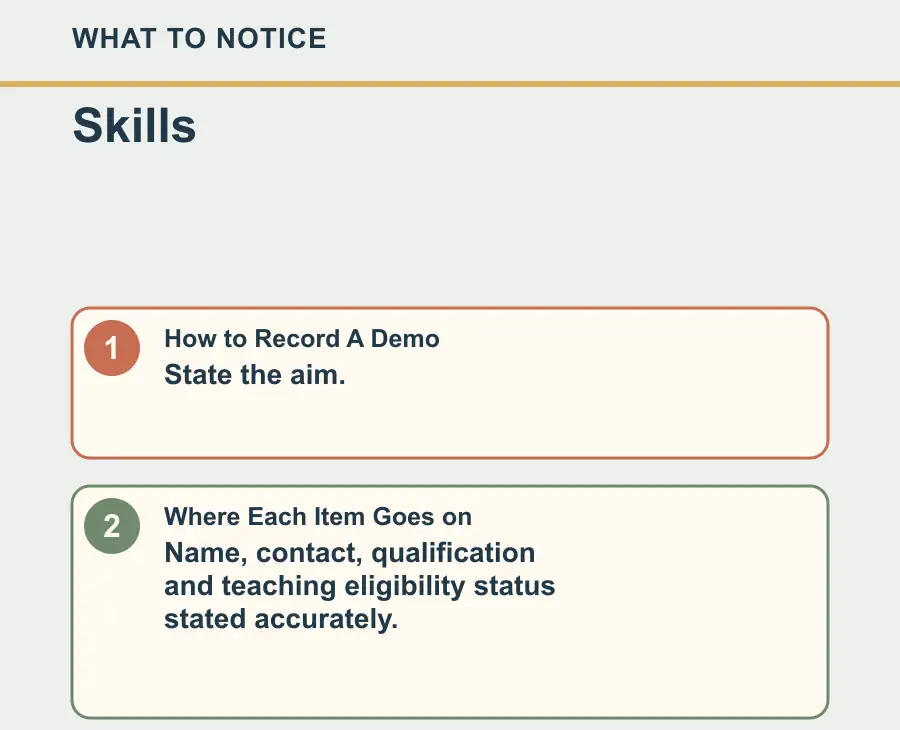 WHAT TO NOTICE
Skills
1
How to Record A Demo
State the aim.
2
Where Each Item Goes on
Name, contact, qualification
and teaching eligibility status
stated accurately.